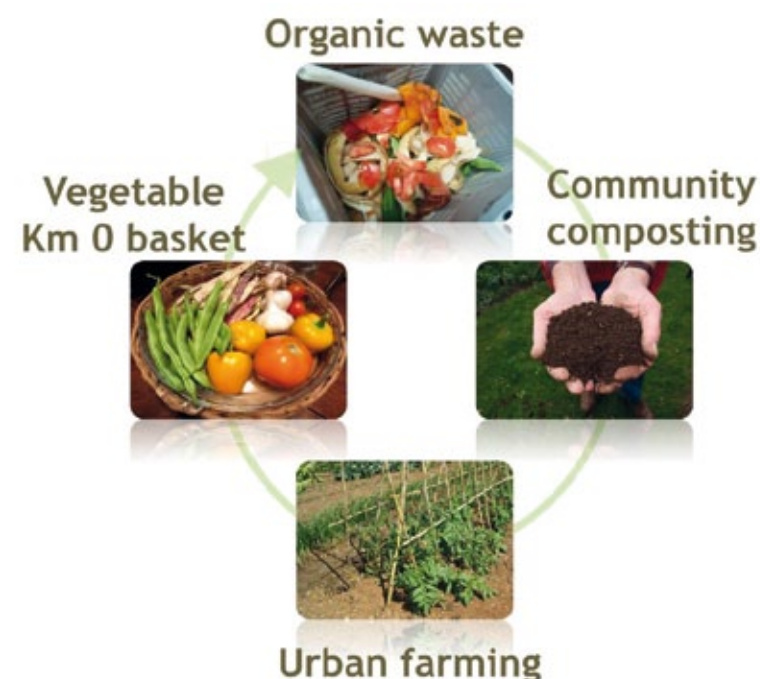 Organic waste
Community
composting
Urban farming
Vegetable
Km 0 basket